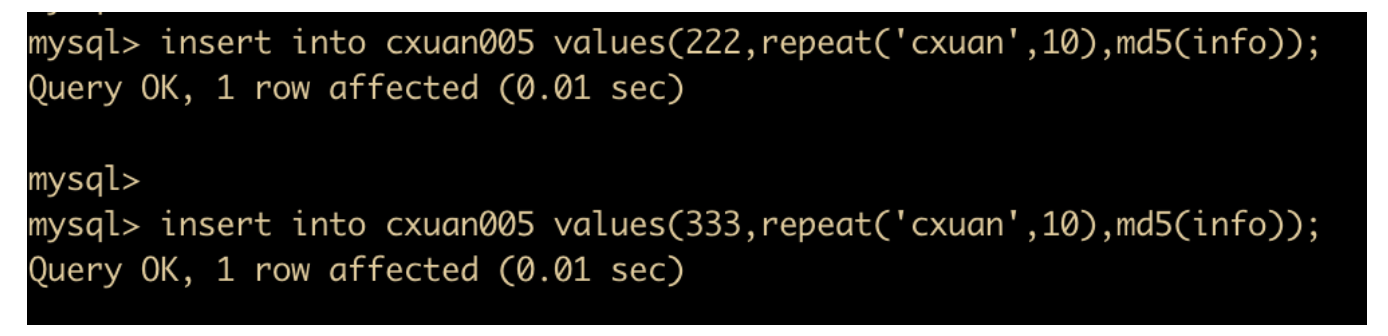 mysql> insert into cxuan005 values(222,repeat('cxuan',10),md5(info));
Query OK, 1 row affected (0.01 sec)
mysql>
mysql> insert into cxuan005 values(333,repeat('cxuan',10),md5(info));
Query OK, 1 row affected (0.01 sec)